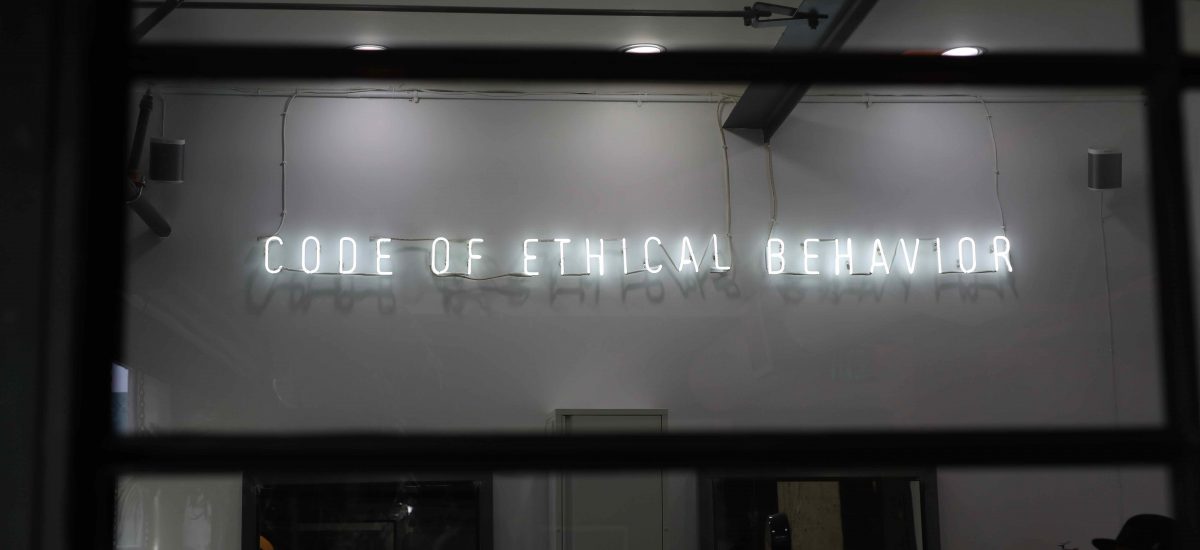 CODE OF ETHICAL BEHAVIOR